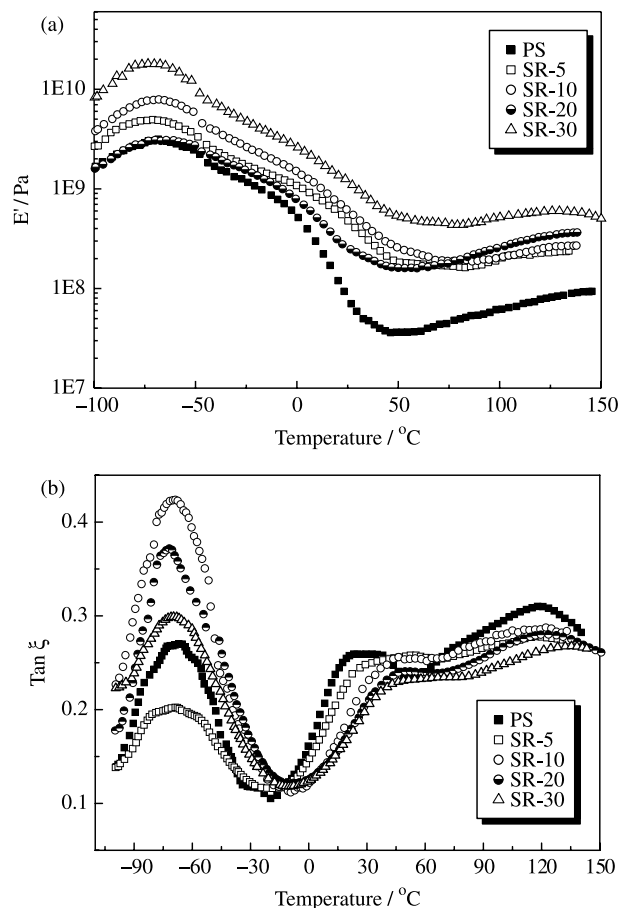 (a)
PS
SR-5
SR-10
SR-20
SR-30
1E10
1E9
1E8
1E7
E'/Pa
−100 −50 0 50 100 150
Temperature / °C
(b)
0.4
0.3
0.2
0.1
Tan ξ
PS
SR-5
SR-10
SR-20
SR-30
−90 −60 −30 0 30 60 90 120 150
Temperature / °C